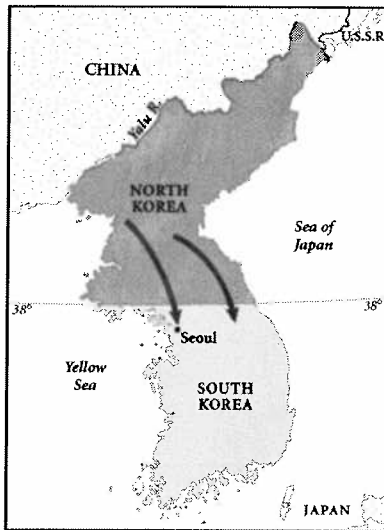 U.S.S.R.
CHINA
Yalu R.
NORTH
KOREA
Sea of
Japan
38°
38°
Seoul
Yellow
Sea
SOUTH
KOREA
JAPAN